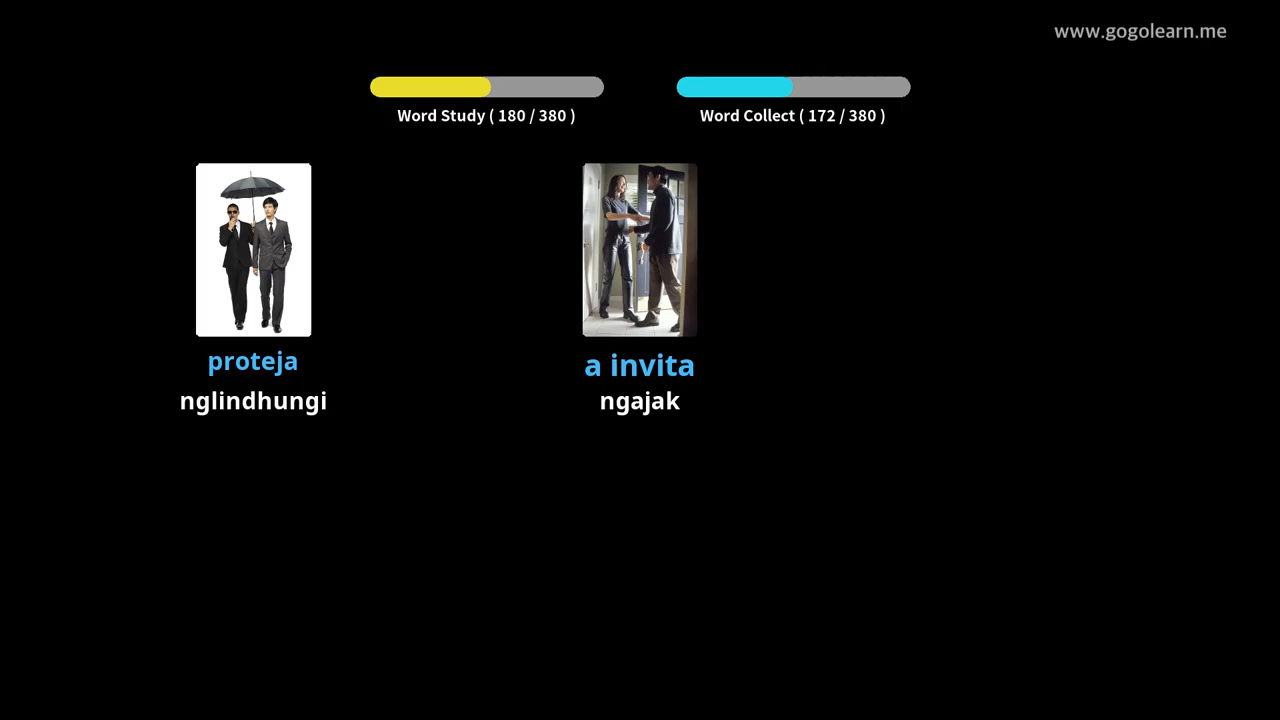 www.gogolearn.me
Word Study ( 180 / 380 )
Word Collect ( 172 / 380 )
proteja
nglindhungi
a invita
ngajak